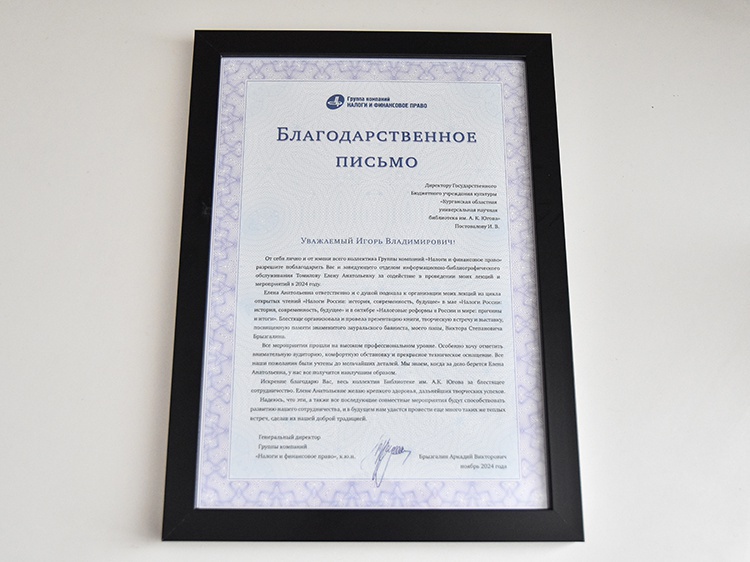 Группа компаний
НАЛОГИ И ФИНАНСОВОЕ ПРАВО
Благодарственное
письмо
Директору Государственного
Бюджетного учреждения культуры
«Курганская областная
универсальная научная
библиотека им. А. К. Югова»
Постовалову И. В.
Уважаемый Игорь Владимирович!
От себя лично и от имени всего коллектива Группы компаний «Налоги и финансовое право»
разрешите поблагодарить Вас и заведующего отделом информационно-библиографического
обслуживания Томилову Елену Анатольевну за содействие в проведении моих лекций и
мероприятий в 2024 году.
Елена Анатольевна ответственно и с душой подошла к организации моих лекций из цикла
открытых чтений «Налоги России: история, современность, будущее» в мае «Налоги России:
история, современность, будущее» и в октябре «Налоговые реформы в России и мире: причины
и итоги». Блестяще организовала и провела презентацию книги, творческую встречу и выставку,
посвященную памяти знаменитого зауральского баяниста, моего папы, Виктора Степановича
Брызгалина.
Все мероприятия прошли на высоком профессиональном уровне. Особенно хочу отметить
внимательную аудиторию, комфортную обстановку и прекрасное техническое оснащение. Все
наши пожелания были учтены до мельчайших деталей. Мы знаем, когда за дело берется Елена
Анатольевна, у нас все получится наилучшим образом.
Искренне благодарю Вас, весь коллектив Библиотеки им. А.К. Югова за блестящее
сотрудничество. Елене Анатольевне желаю крепкого здоровья, дальнейших творческих успехов.
Надеюсь, что эти, а также все последующие совместные мероприятия будут способствовать
развитию нашего сотрудничества, и в будущем нам удастся провести еще много таких же теплых
встреч, сделав их нашей доброй традицией.
Генеральный директор
Группы компаний
«Налоги и финансовое право», к.ю.н.
Брызгалин Аркадий Викторович
ноябрь 2024 года